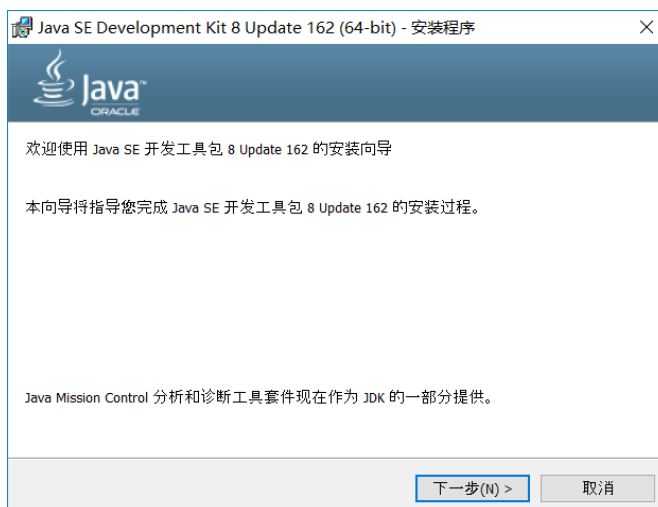 Java SE Development Kit 8 Update 162 (64-bit) - 安装程序
Java™
ORACLE
欢迎使用 Java SE 开发工具包 8 Update 162 的安装向导
本向导将指导您完成 Java SE 开发工具包 8 Update 162 的安装过程。
Java Mission Control 分析和诊断工具套件现在作为 JDK 的一部分提供。
下一步(N) > 取消